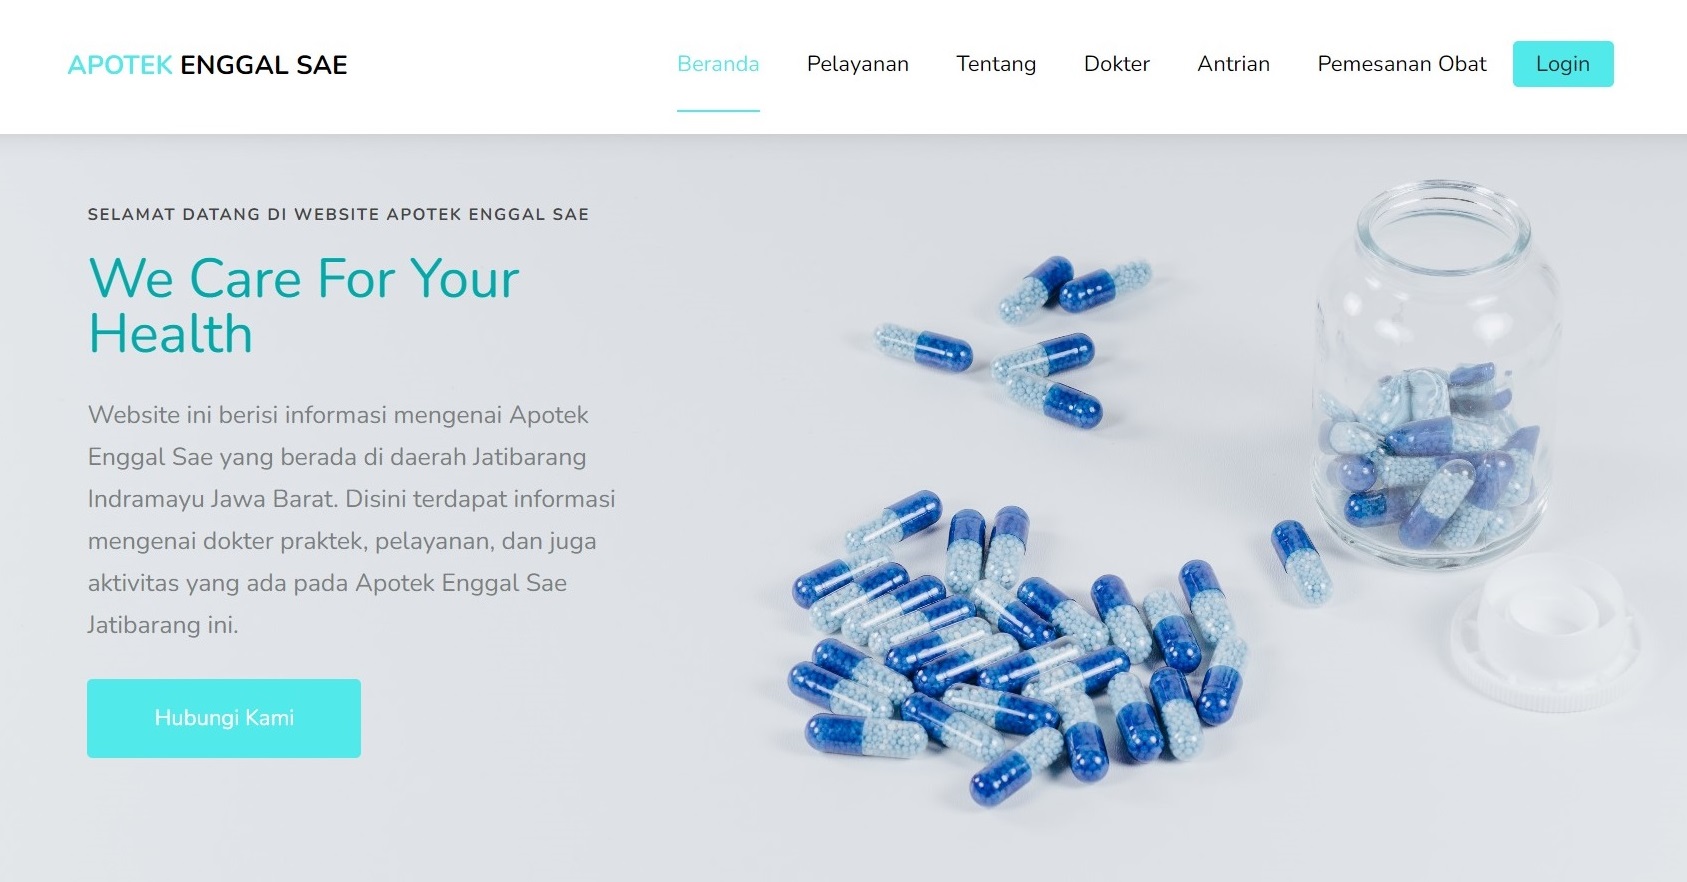 APOTEK ENGGAL SAE
Beranda
Pelayanan
Tentang
Dokter
Antrian
Pemesanan Obat
Login
SELAMAT DATANG DI WEBSITE APOTEK ENGGAL SAE
We Care For Your
Health
Website ini berisi informasi mengenai Apotek
Enggal Sae yang berada di daerah Jatibarang
Indramayu Jawa Barat. Disini terdapat informasi
mengenai dokter praktek, pelayanan, dan juga
aktivitas yang ada pada Apotek Enggal Sae
Jatibarang ini.
Hubungi Kami